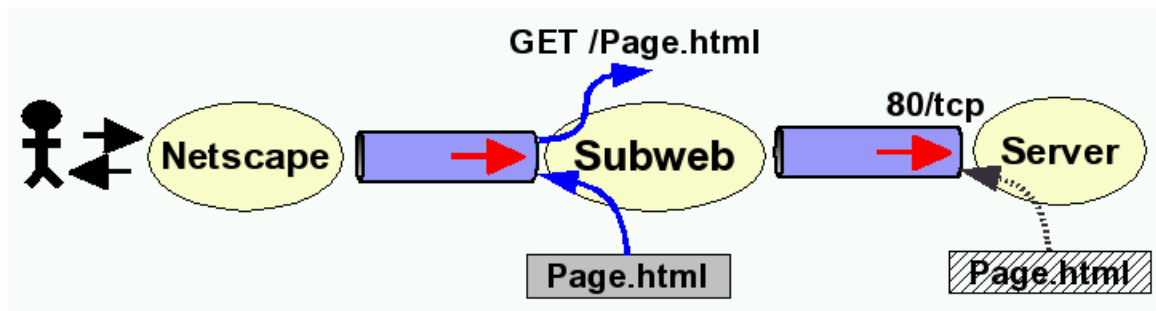 GET /Page.html
80/tcp
Netscape
Subweb
Server
Page.html
Page.html